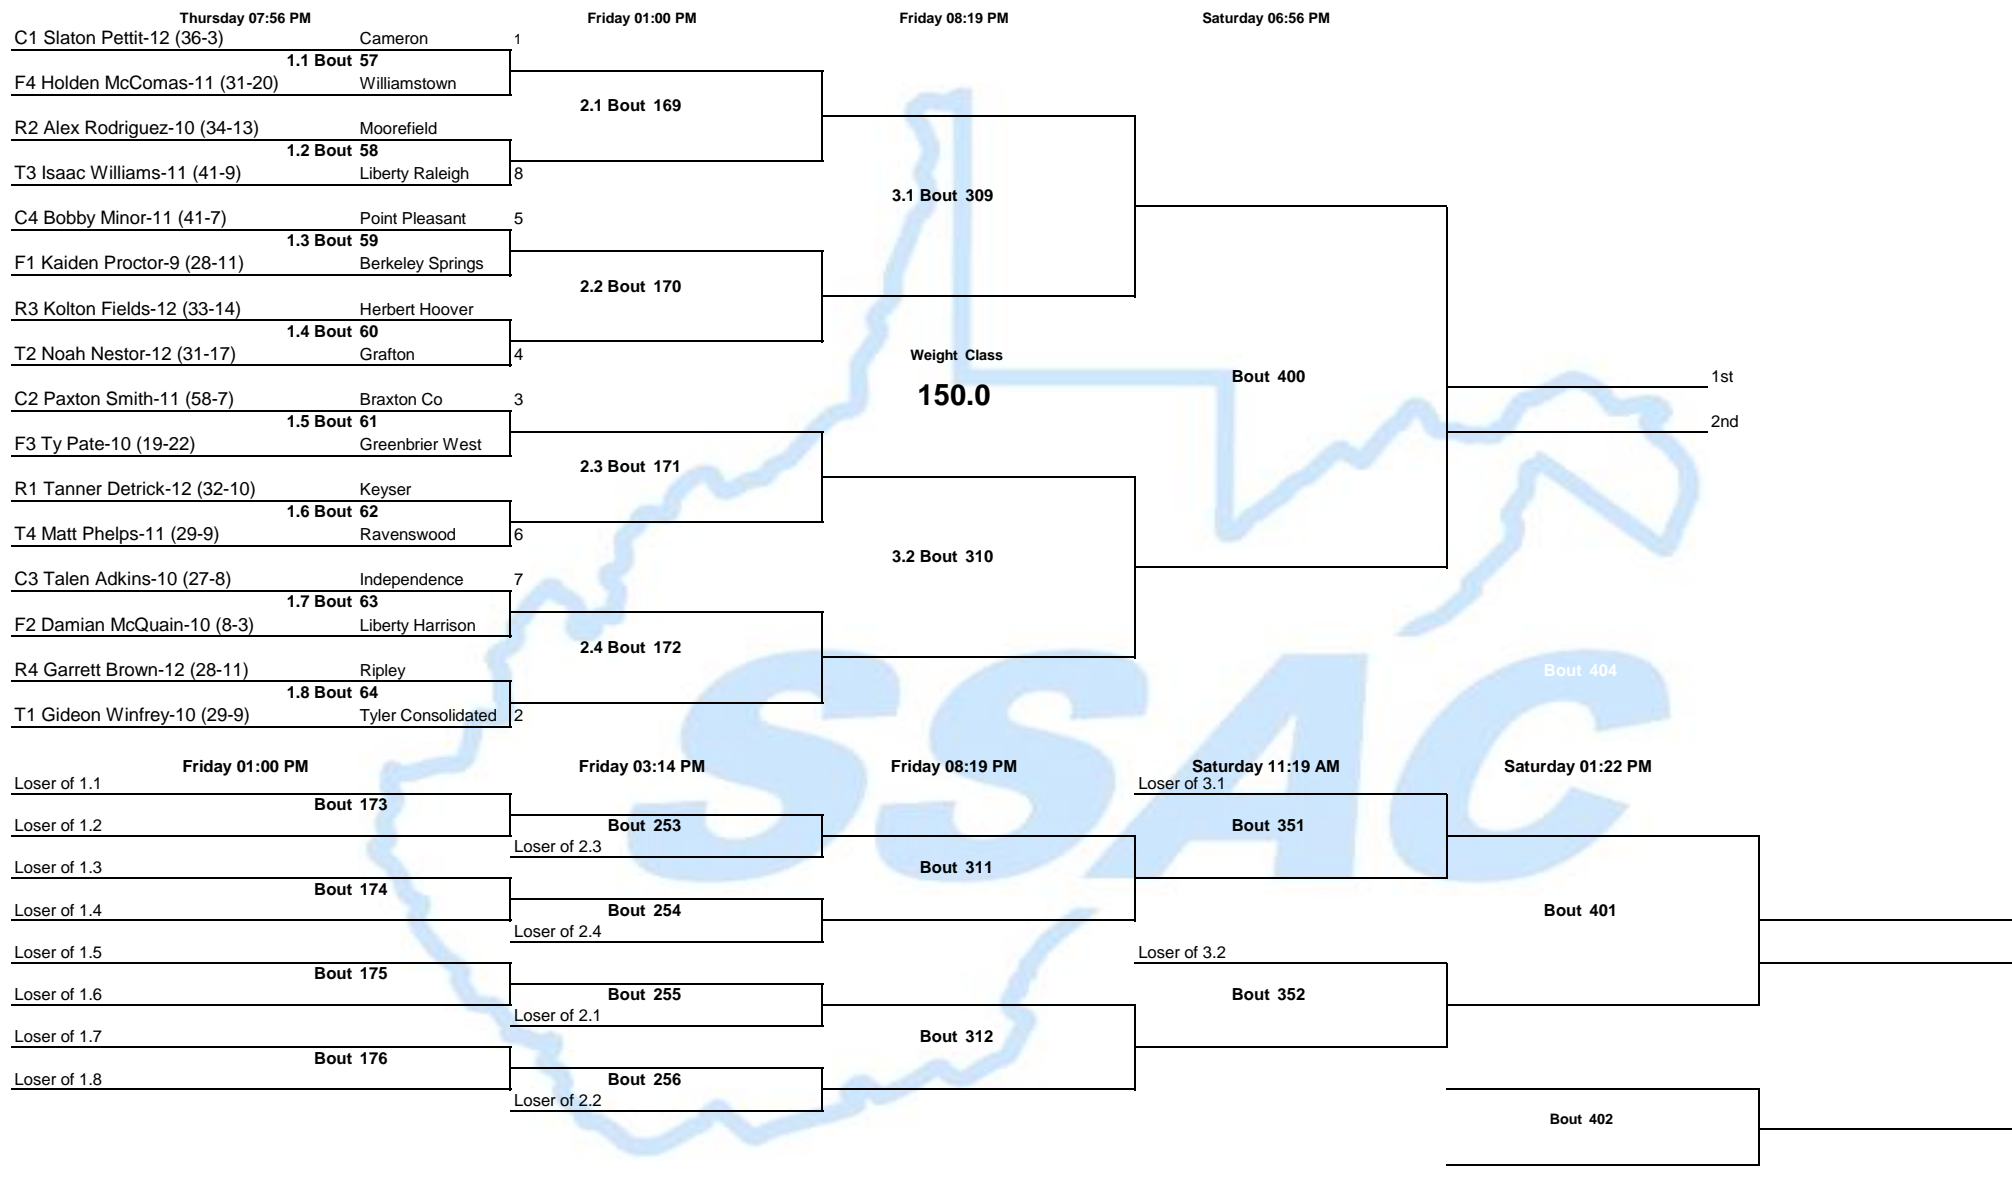 Thursday 07:56 PM Friday 01:00 PM Friday 08:19 PM Saturday 06:56 PM
C1 Slaton Pettit-12 (36-3) Cameron 1
1.1 Bout 57
F4 Holden McComas-11 (31-20) Williamstown
2.1 Bout 169
R2 Alex Rodriguez-10 (34-13) Moorefield
1.2 Bout 58
T3 Isaac Williams-11 (41-9) Liberty Raleigh 8
3.1 Bout 309
C4 Bobby Minor-11 (41-7) Point Pleasant 5
1.3 Bout 59
F1 Kaiden Proctor-9 (28-11) Berkeley Springs
2.2 Bout 170
R3 Kolton Fields-12 (33-14) Herbert Hoover
1.4 Bout 60
T2 Noah Nestor-12 (31-17) Grafton 4
Weight Class
Bout 400
1st
150.0
C2 Paxton Smith-11 (58-7) Braxton Co 3
1.5 Bout 61
2nd
F3 Ty Pate-10 (19-22) Greenbrier West
2.3 Bout 171
R1 Tanner Detrick-12 (32-10) Keyser
1.6 Bout 62
T4 Matt Phelps-11 (29-9) Ravenswood 6
3.2 Bout 310
C3 Talen Adkins-10 (27-8) Independence 7
1.7 Bout 63
F2 Damian McQuain-10 (8-3) Liberty Harrison
2.4 Bout 172
R4 Garrett Brown-12 (28-11) Ripley
Bout 404
1.8 Bout 64
T1 Gideon Winfrey-10 (29-9) Tyler Consolidated 2
SSAC
Friday 01:00 PM Friday 03:14 PM Friday 08:19 PM Saturday 11:19 AM Saturday 01:22 PM
Loser of 1.1 Loser of 3.1
Bout 173
Loser of 1.2 Bout 253 Bout 351
Loser of 2.3
Loser of 1.3 Bout 311
Bout 174
Loser of 1.4 Bout 254 Bout 401
Loser of 2.4
Loser of 1.5 Loser of 3.2
Bout 175
Loser of 1.6 Bout 255 Bout 352
Loser of 2.1
Loser of 1.7 Bout 312
Bout 176
Loser of 1.8 Bout 256
Loser of 2.2
Bout 402